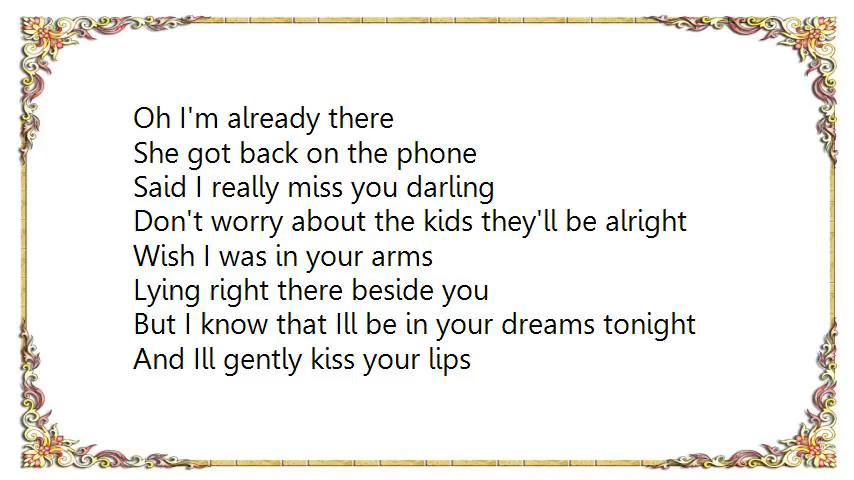 Oh I'm already there
She got back on the phone
Said I really miss you darling
Don't worry about the kids they'll be alright
Wish I was in your arms
Lying right there beside you
But I know that Ill be in your dreams tonight
And Ill gently kiss your lips